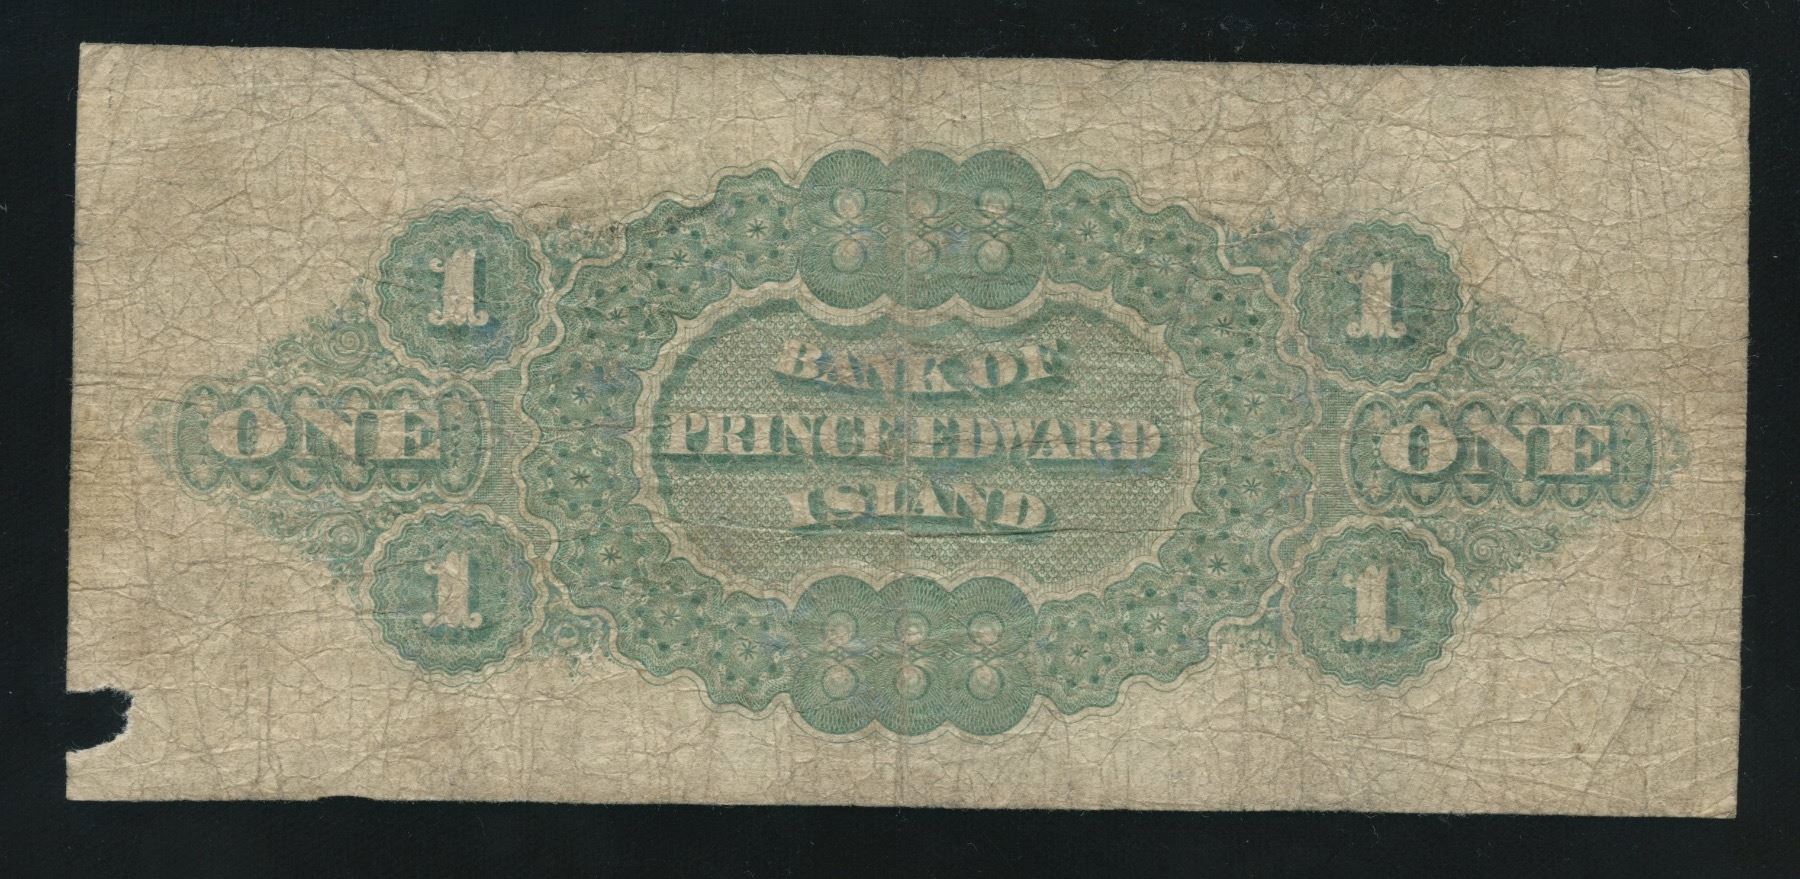 1
1
BANK OF
PRINCE EDWARD
ISLAND
ONE
ONE
1
1